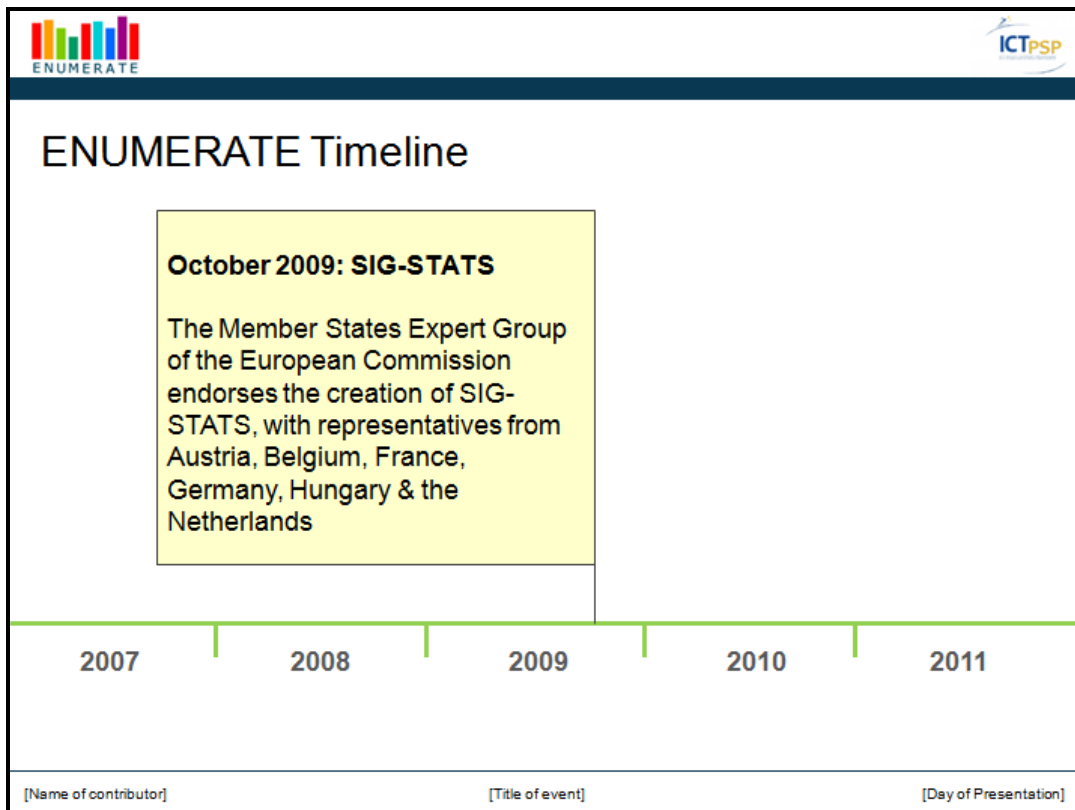 ENUMERATE
ICTPSP
ENUMERATE Timeline
October 2009: SIG-STATS
The Member States Expert Group
of the European Commission
endorses the creation of SIG-
STATS, with representatives from
Austria, Belgium, France,
Germany, Hungary & the
Netherlands
2007 2008 2009 2010 2011
[Name of contributor] [Title of event] [Day of Presentation]